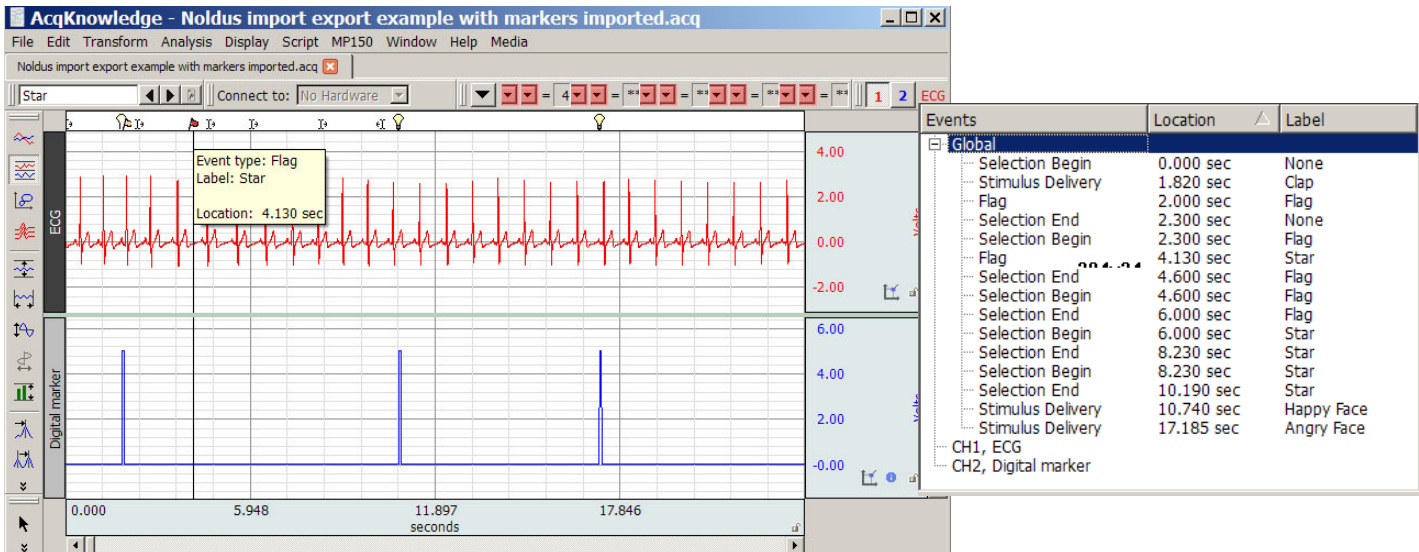 AcqKnowledge - Noldus import export example with markers imported.acq
File Edit Transform Analysis Display Script MP150 Window Help Media
Noldus import export example with markers imported.acq
Star Connect to: No Hardware = 4 = ** = ** = ** = ** 1 2 ECG
Event type: Flag
Label: Star
Location: 4.130 sec
ECG
4.00
2.00
0.00
-2.00
Volts
Digital marker
6.00
4.00
2.00
-0.00
Volts
0.000 5.948 11.897 17.846
seconds
Events Location Label
Global
Selection Begin 0.000 sec None
Stimulus Delivery 1.820 sec Clap
Flag 2.000 sec Flag
Selection End 2.300 sec None
Selection Begin 2.300 sec Flag
Flag 4.130 sec Star
Selection End 4.600 sec Flag
Selection Begin 4.600 sec Flag
Selection End 6.000 sec Flag
Selection Begin 6.000 sec Star
Selection End 8.230 sec Star
Selection Begin 8.230 sec Star
Selection End 10.190 sec Star
Stimulus Delivery 10.740 sec Happy Face
Stimulus Delivery 17.185 sec Angry Face
CH1, ECG
CH2, Digital marker